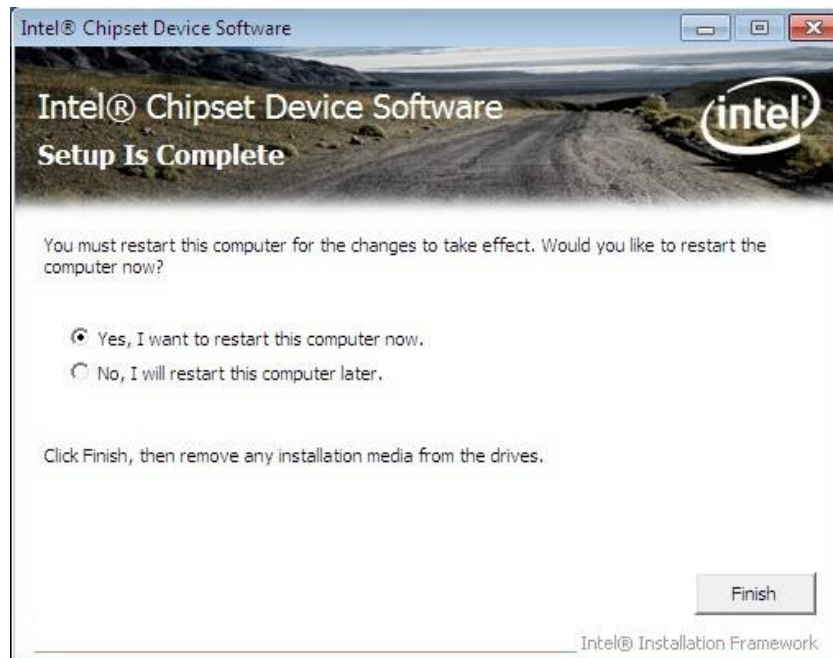 Intel® Chipset Device Software
Intel® Chipset Device Software
intel
Setup Is Complete
You must restart this computer for the changes to take effect. Would you like to restart the
computer now?
Yes, I want to restart this computer now.
No, I will restart this computer later.
Click Finish, then remove any installation media from the drives.
Finish
Intel® Installation Framework